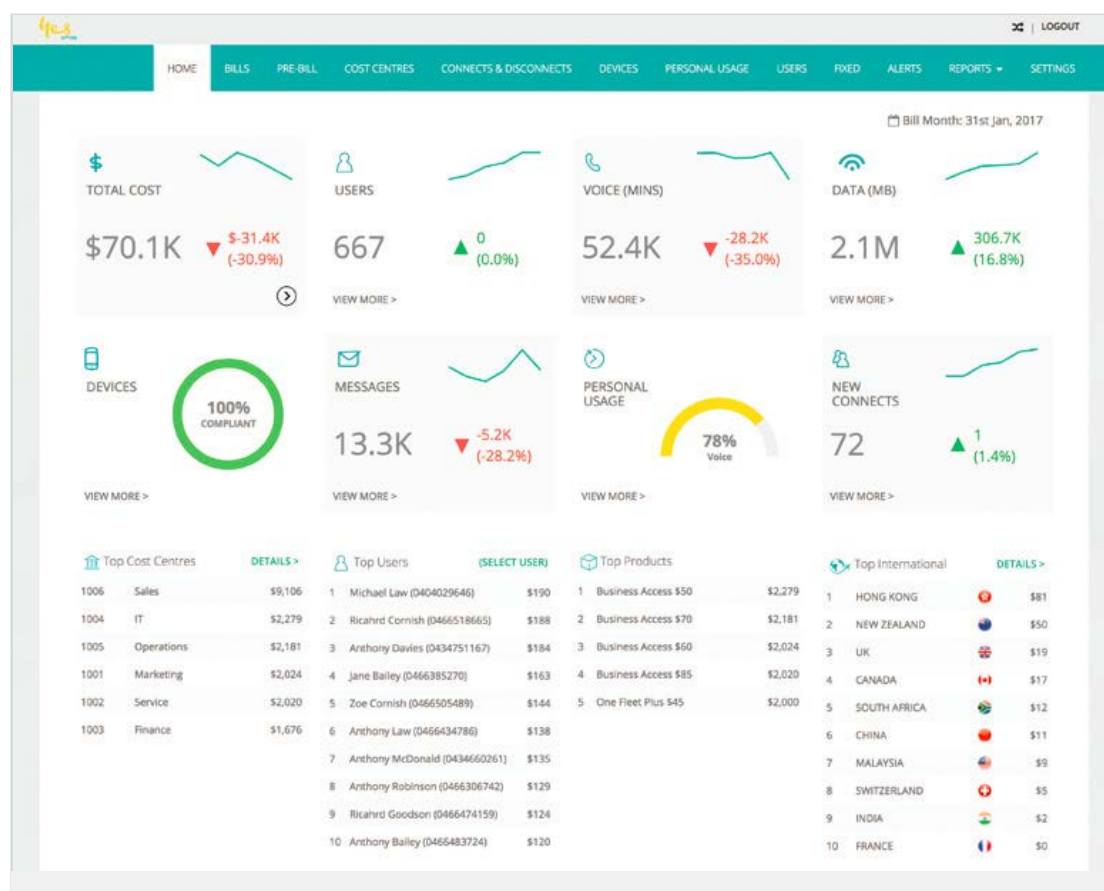 Yes
OPTUS
LOGOUT
HOME BILLS PRE-BILL COST CENTRES CONNECTS & DISCONNECTS DEVICES PERSONAL USAGE USERS FIXED ALERTS REPORTS SETTINGS
Bill Month: 31st Jan, 2017
TOTAL COST
$70.1K
$-31.4K
(-30.9%)
USERS
667
0
(0.0%)
VIEW MORE >
VOICE (MINS)
52.4K
-28.2K
(-35.0%)
VIEW MORE >
DATA (MB)
2.1M
306.7K
(16.8%)
VIEW MORE >
DEVICES
100%
COMPLIANT
VIEW MORE >
MESSAGES
13.3K
-5.2K
(-28.2%)
VIEW MORE >
PERSONAL
USAGE
78%
Voice
VIEW MORE >
NEW
CONNECTS
72
1
(1.4%)
VIEW MORE >
Top Cost Centres DETAILS >
1006 Sales $9,106
1004 IT $2,279
1005 Operations $2,181
1001 Marketing $2,024
1002 Service $2,020
1003 Finance $1,676
Top Users (SELECT USER)
1 Michael Law (0404029646) $190
2 Ricahrd Cornish (0466518665) $188
3 Anthony Davies (0434751167) $184
4 Jane Bailey (0466385270) $163
5 Zoe Cornish (0466505489) $144
6 Anthony Law (0466434786) $138
7 Anthony McDonald (0434660261) $135
8 Anthony Robinson (0466306742) $129
9 Ricahrd Goodson (0466474159) $124
10 Anthony Bailey (0466483724) $120
Top Products
1 Business Access $50 $2,279
2 Business Access $70 $2,181
3 Business Access $60 $2,024
4 Business Access $85 $2,020
5 One Fleet Plus $45 $2,000
Top International DETAILS >
1 HONG KONG $81
2 NEW ZEALAND $50
3 UK $19
4 CANADA $17
5 SOUTH AFRICA $12
6 CHINA $11
7 MALAYSIA $9
8 SWITZERLAND $5
9 INDIA $2
10 FRANCE $0